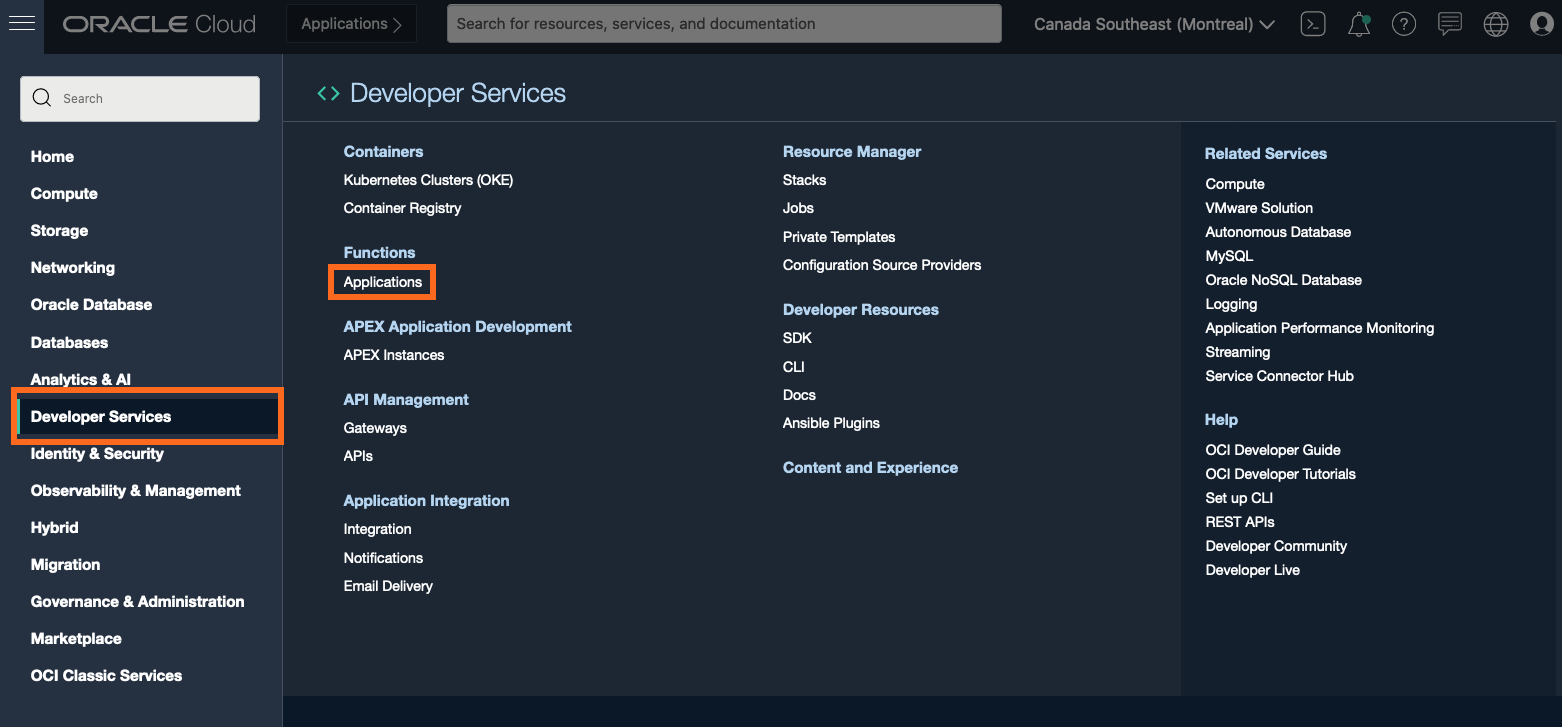 ORACLE Cloud
Applications
Search for resources, services, and documentation
Canada Southeast (Montreal)
Search
Home
Compute
Storage
Networking
Oracle Database
Databases
Analytics & AI
Developer Services
Identity & Security
Observability & Management
Hybrid
Migration
Governance & Administration
Marketplace
OCI Classic Services
Developer Services
Containers
Kubernetes Clusters (OKE)
Container Registry
Functions
Applications
APEX Application Development
APEX Instances
API Management
Gateways
APIs
Application Integration
Integration
Notifications
Email Delivery
Resource Manager
Stacks
Jobs
Private Templates
Configuration Source Providers
Developer Resources
SDK
CLI
Docs
Ansible Plugins
Content and Experience
Related Services
Compute
VMware Solution
Autonomous Database
MySQL
Oracle NoSQL Database
Logging
Application Performance Monitoring
Streaming
Service Connector Hub
Help
OCI Developer Guide
OCI Developer Tutorials
Set up CLI
REST APIs
Developer Community
Developer Live